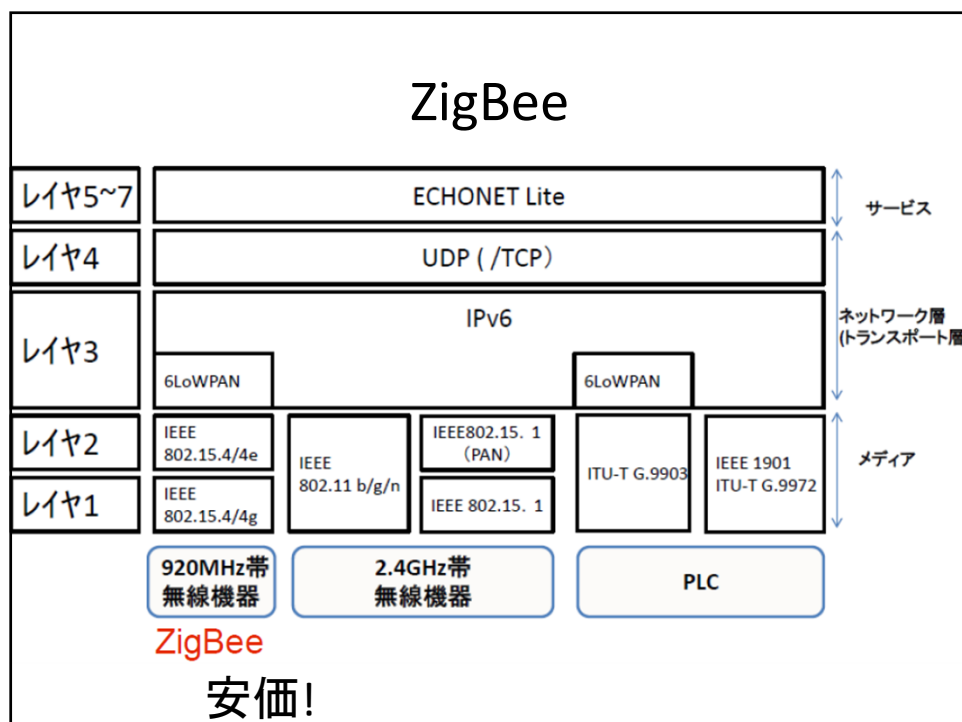 ZigBee
レイヤ5~7
ECHONET Lite
サービス
レイヤ4
UDP ( /TCP）
レイヤ3
IPv6
6LoWPAN
6LoWPAN
ネットワーク層
(トランスポート層
レイヤ2
IEEE
802.15.4/4e
IEEE
802.11 b/g/n
IEEE802.15. 1
（PAN）
ITU-T G.9903
IEEE 1901
ITU-T G.9972
メディア
レイヤ1
IEEE
802.15.4/4g
IEEE 802.15. 1
920MHz帯
無線機器
2.4GHz帯
無線機器
PLC
ZigBee
安価!